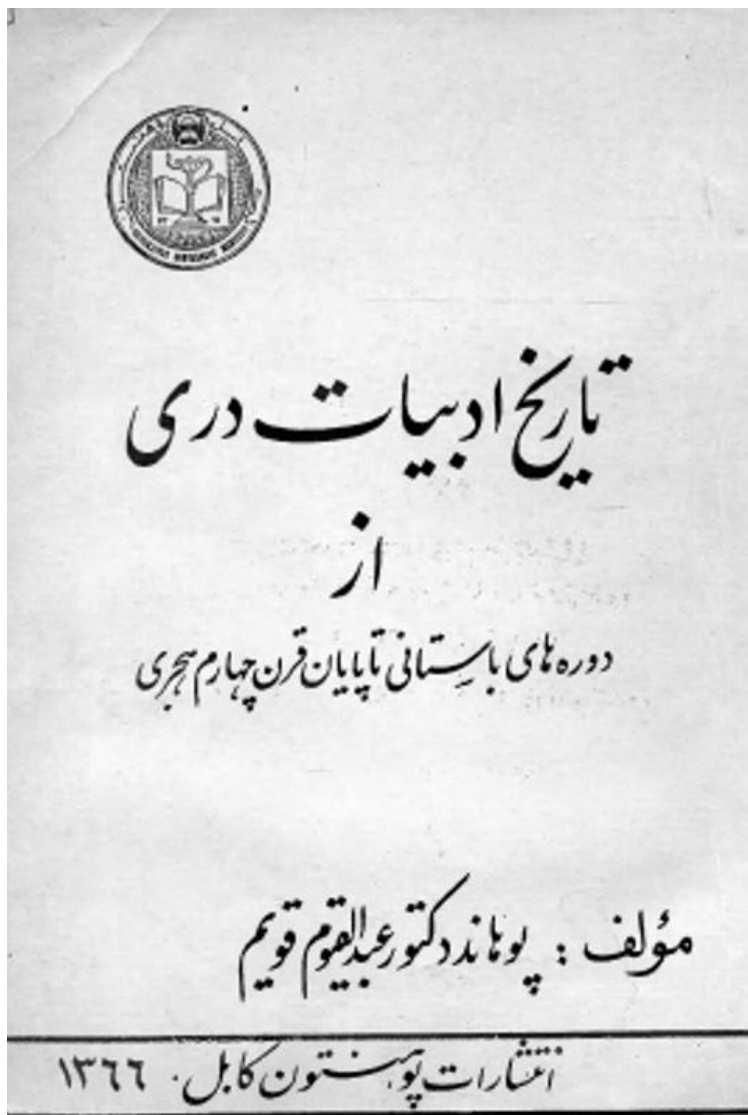 تاریخ ادبیات دری
از
دوره های باستانی تا پایان قرن چهارم هجری
مؤلف : پوهاند دکتور عبدالقیوم قویم
انتشارات پوهنتون کابل . ۱۳۶۶